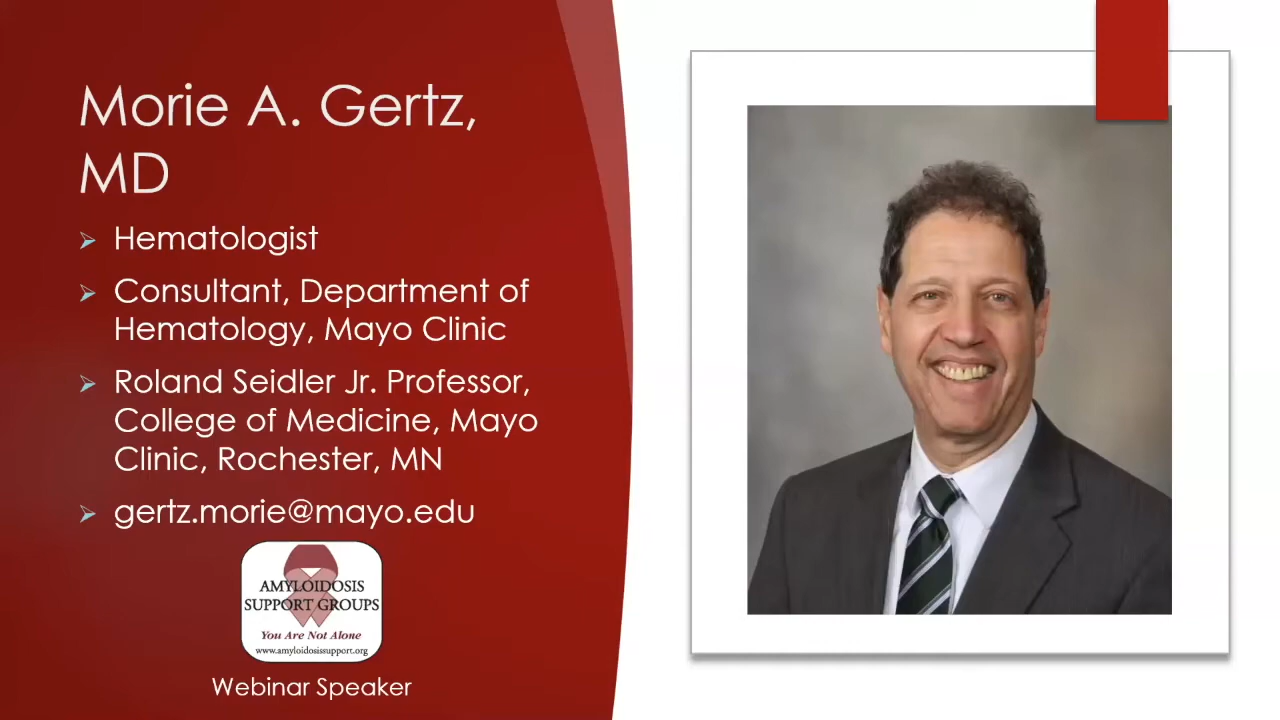 Morie A. Gertz,
MD
Hematologist
Consultant, Department of
Hematology, Mayo Clinic
Roland Seidler Jr. Professor,
College of Medicine, Mayo
Clinic, Rochester, MN
gertz.morie@mayo.edu
AMYLOIDOSIS
SUPPORT GROUPS
You Are Not Alone
www.amyloidosissupport.org
Webinar Speaker